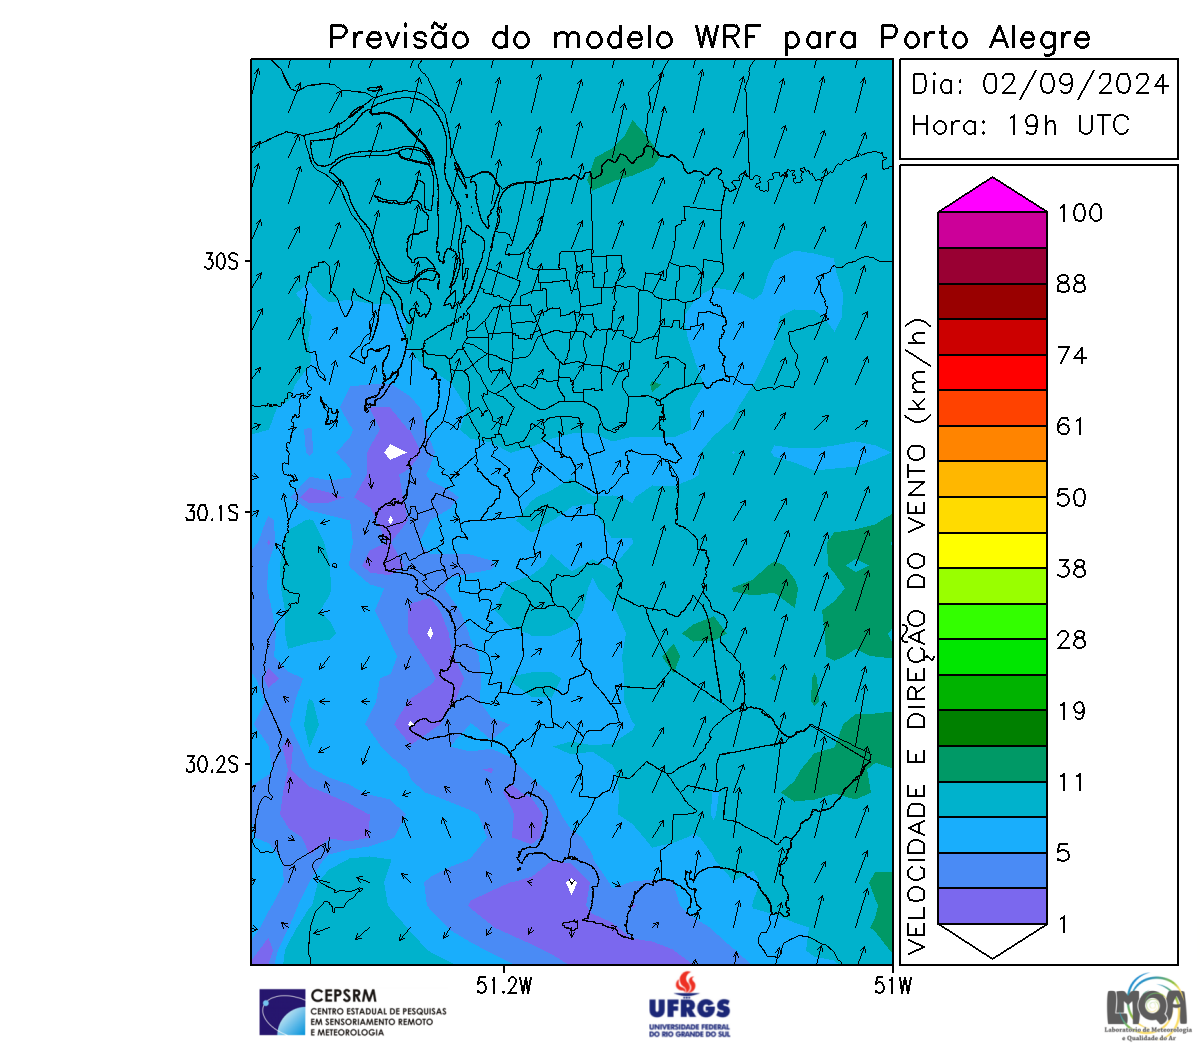 Previsão do modelo WRF para Porto Alegre
Dia: 02/09/2024
Hora: 19h UTC
30S
30.1S
30.2S
51.2W
51W
VELOCIDADE E DIREÇÃO DO VENTO (km/h)
100
88
74
61
50
38
28
19
11
5
1
CEPSRM
CENTRO ESTADUAL DE PESQUISAS
EM SENSORIAMENTO REMOTO
E METEOROLOGIA
UFRGS
UNIVERSIDADE FEDERAL
DO RIO GRANDE DO SUL
LMQA
Laboratório de Meteorologia
e Qualidade do Ar